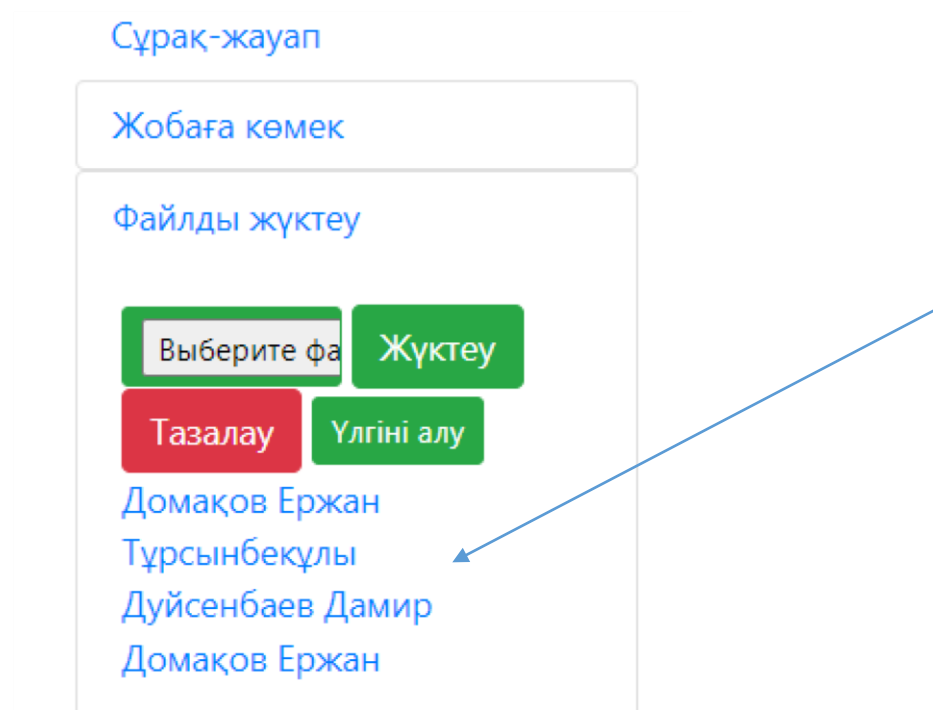 Сұрақ-жауап
Жобаға көмек
Файлды жүктеу
Выберите фа Жүктеу
Тазалау Үлгіні алу
Домақов Ержан
Тұрсынбекұлы
Дуйсенбаев Дамир
Домақов Ержан